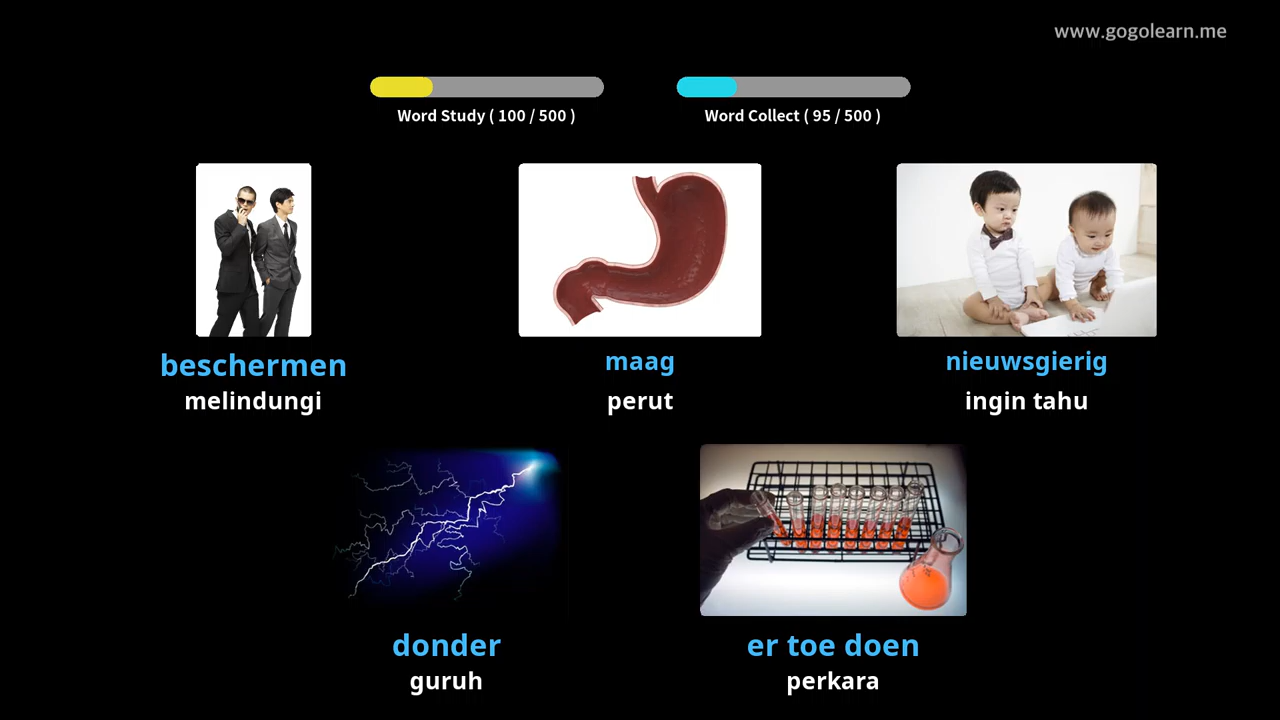 www.gogolearn.me
Word Study ( 100 / 500 )
Word Collect ( 95 / 500 )
beschermen
melindungi
maag
perut
nieuwsgierig
ingin tahu
donder
guruh
er toe doen
perkara